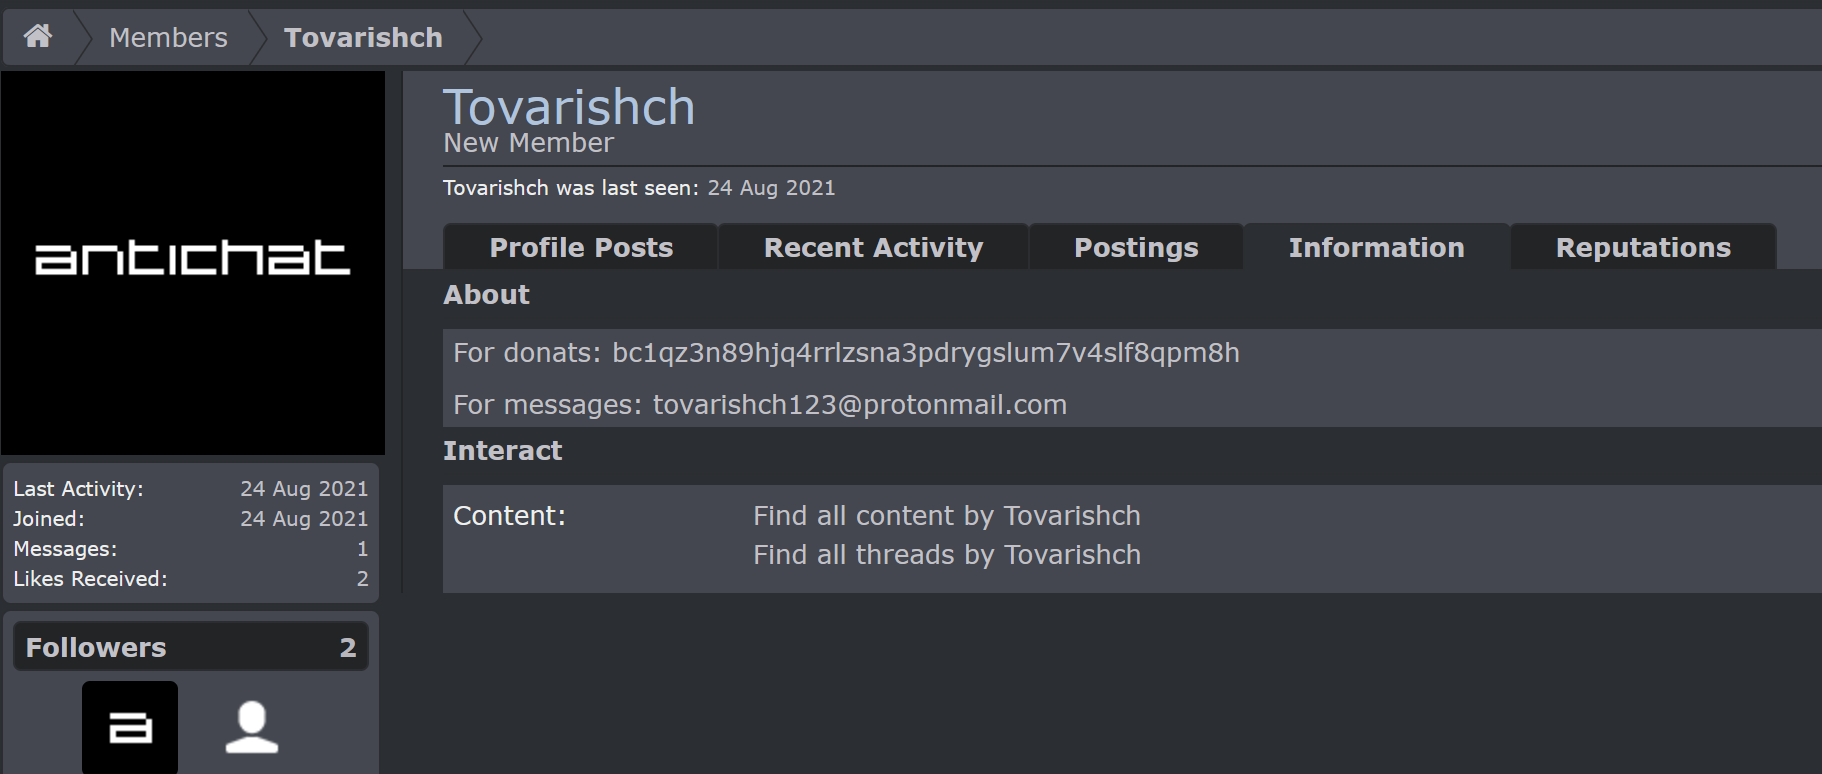 Members
Tovarishch
antichat
Tovarishch
New Member
Tovarishch was last seen: 24 Aug 2021
Profile Posts
Recent Activity
Postings
Information
Reputations
About
For donats: bc1qz3n89hjq4rrlzsna3pdrygslum7v4slf8qpm8h
For messages: tovarishch123@protonmail.com
Interact
Content: Find all content by Tovarishch
Find all threads by Tovarishch
Last Activity: 24 Aug 2021
Joined: 24 Aug 2021
Messages: 1
Likes Received: 2
Followers 2
a